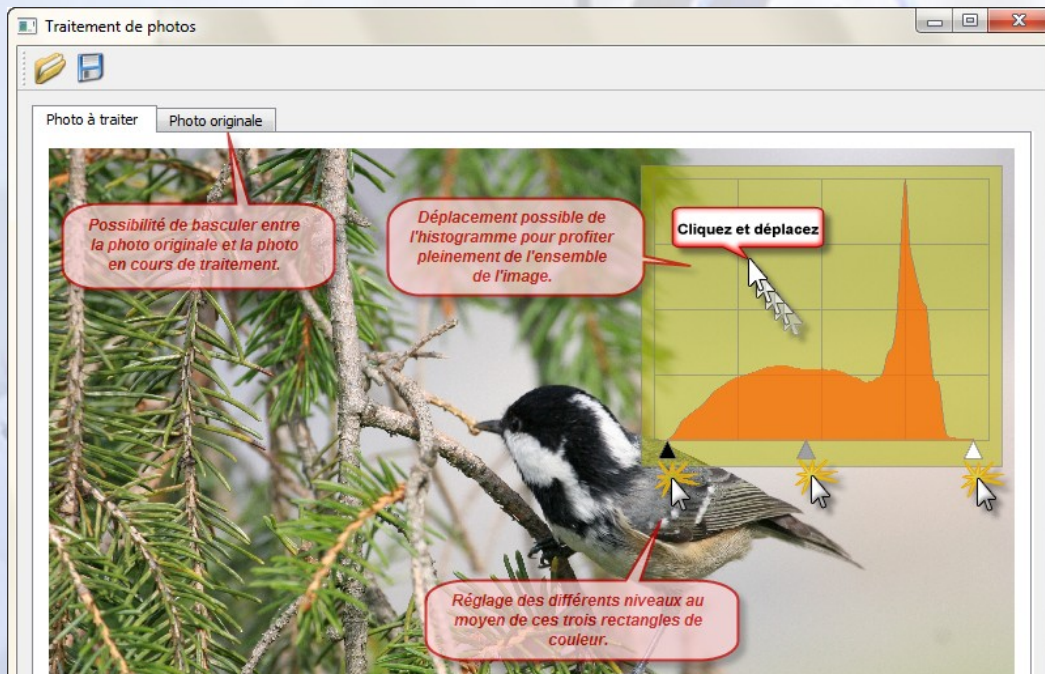 Traitement de photos
Photo à traiter
Photo originale
Possibilité de basculer entre
la photo originale et la photo
en cours de traitement.
Déplacement possible de
l'histogramme pour profiter
pleinement de l'ensemble
de l'image.
Cliquez et déplacez
Réglage des différents niveaux au
moyen de ces trois rectangles de
couleur.